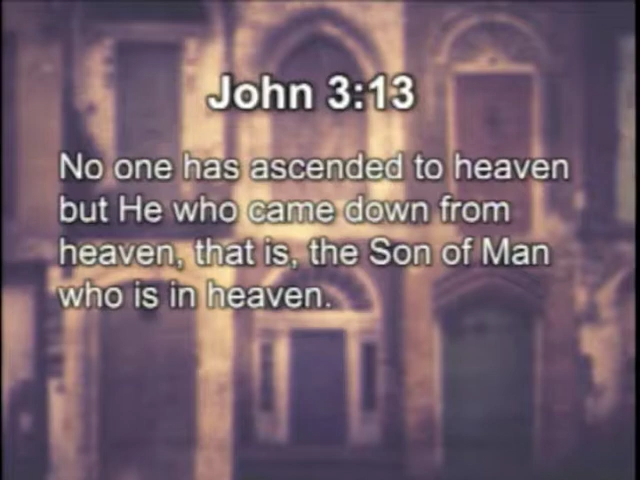 John 3:13
No one has ascended to heaven
but He who came down from
heaven, that is, the Son of Man
who is in heaven.